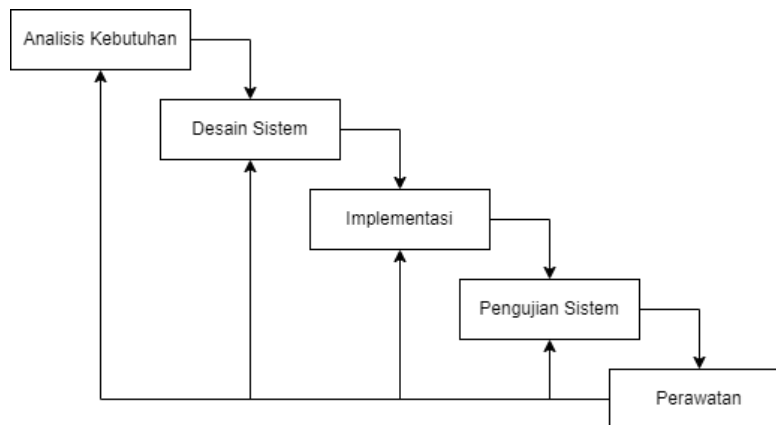 Analisis Kebutuhan
Desain Sistem
Implementasi
Pengujian Sistem
Perawatan